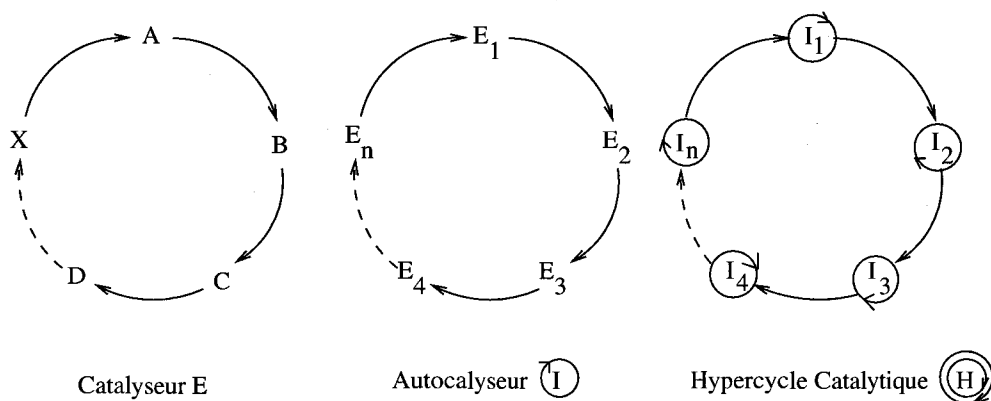 A
B
C
D
X
E1
E2
E3
E4
En
I1
I2
I3
I4
In
Catalyseur E
Autocalyseur I
Hypercycle Catalytique H